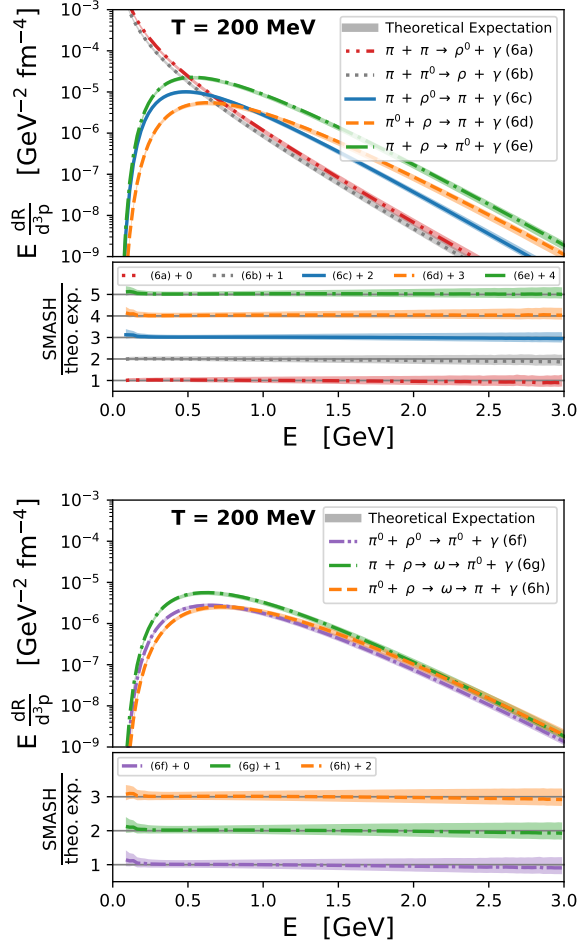 T = 200 MeV
E dR/d³p [GeV⁻² fm⁻⁴]
10⁻³
10⁻⁴
10⁻⁵
10⁻⁶
10⁻⁷
10⁻⁸
10⁻⁹
Theoretical Expectation
π + π → ρ⁰ + γ (6a)
π + π⁰ → ρ + γ (6b)
π + ρ⁰ → π + γ (6c)
π⁰ + ρ → π + γ (6d)
π + ρ → π⁰ + γ (6e)
SMASH
theo. exp.
(6a) + 0 (6b) + 1 (6c) + 2 (6d) + 3 (6e) + 4
5
4
3
2
1
0.0 0.5 1.0 1.5 2.0 2.5 3.0
E [GeV]
T = 200 MeV
E dR/d³p [GeV⁻² fm⁻⁴]
10⁻³
10⁻⁴
10⁻⁵
10⁻⁶
10⁻⁷
10⁻⁸
10⁻⁹
Theoretical Expectation
π⁰ + ρ⁰ → π⁰ + γ (6f)
π + ρ → ω → π⁰ + γ (6g)
π⁰ + ρ → ω → π + γ (6h)
SMASH
theo. exp.
(6f) + 0 (6g) + 1 (6h) + 2
3
2
1
0.0 0.5 1.0 1.5 2.0 2.5 3.0
E [GeV]